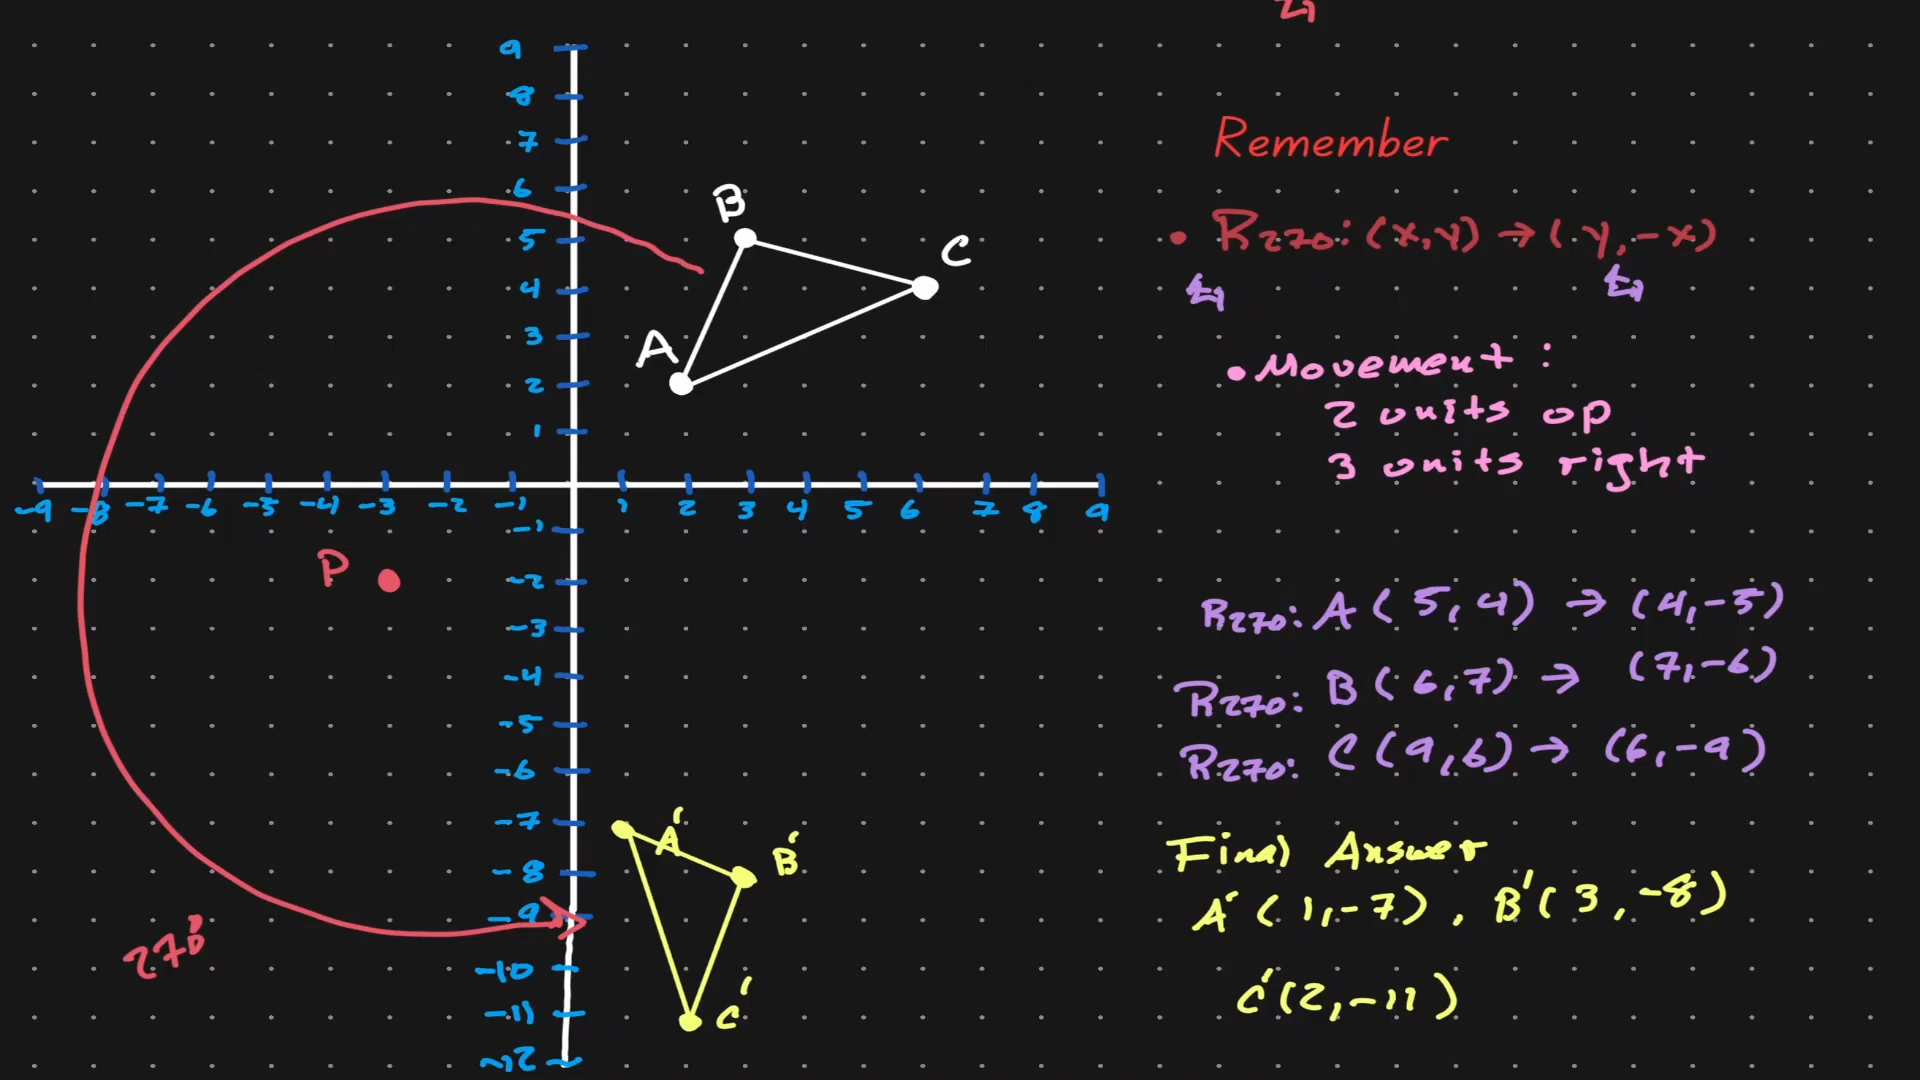 Remember
• R270: (x,y) → (y,-x)
• Movement:
2 units up
3 units right
R270: A (5,4) → (4,-5)
R270: B (6,7) → (7,-6)
R270: C (9,6) → (6,-9)
Final Answer
A' (1,-7), B' (3,-8)
C' (2,-11)
9
8
7
6
5
4
3
2
1
-9 -8 -7 -6 -5 -4 -3 -2 -1 1 2 3 4 5 6 7 8 9
-1
-2
-3
-4
-5
-6
-7
-8
-9
-10
-11
-12
B
C
A
P
A'
B'
C'
270°